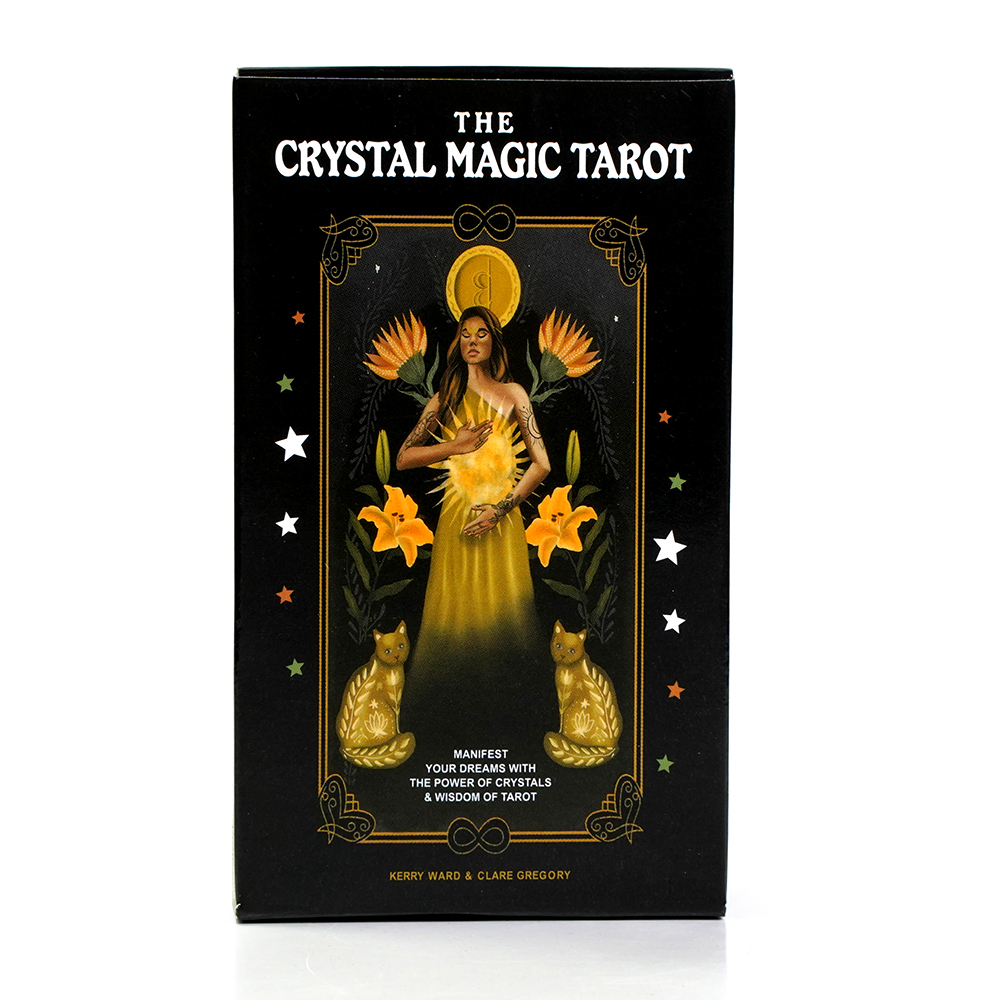 THE
CRYSTAL MAGIC TAROT
MANIFEST
YOUR DREAMS WITH
THE POWER OF CRYSTALS
& WISDOM OF TAROT
KERRY WARD & CLARE GREGORY